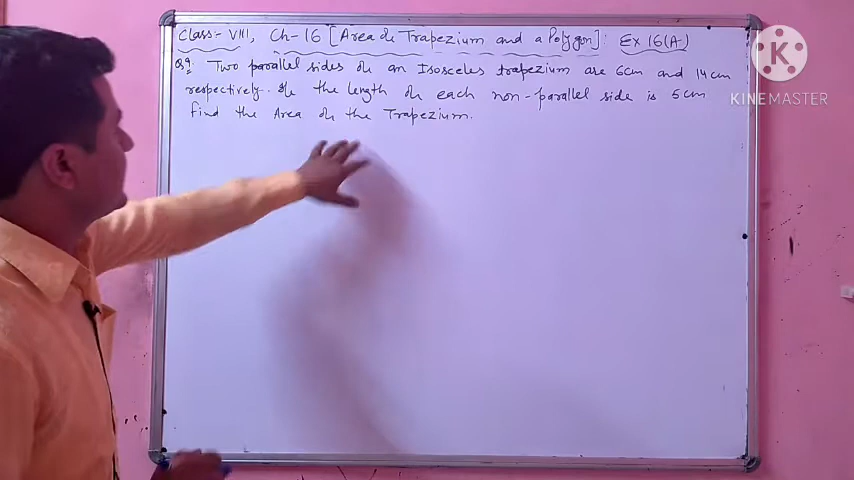 Class- VIII, Ch-16 [Area of Trapezium and a Polygon]. Ex 16(A)
Q9. Two parallel sides of an Isosceles trapezium are 6cm and 14cm
respectively. If the length of each non-parallel side is 5cm
find the Area of the Trapezium.
K
KINEMASTER